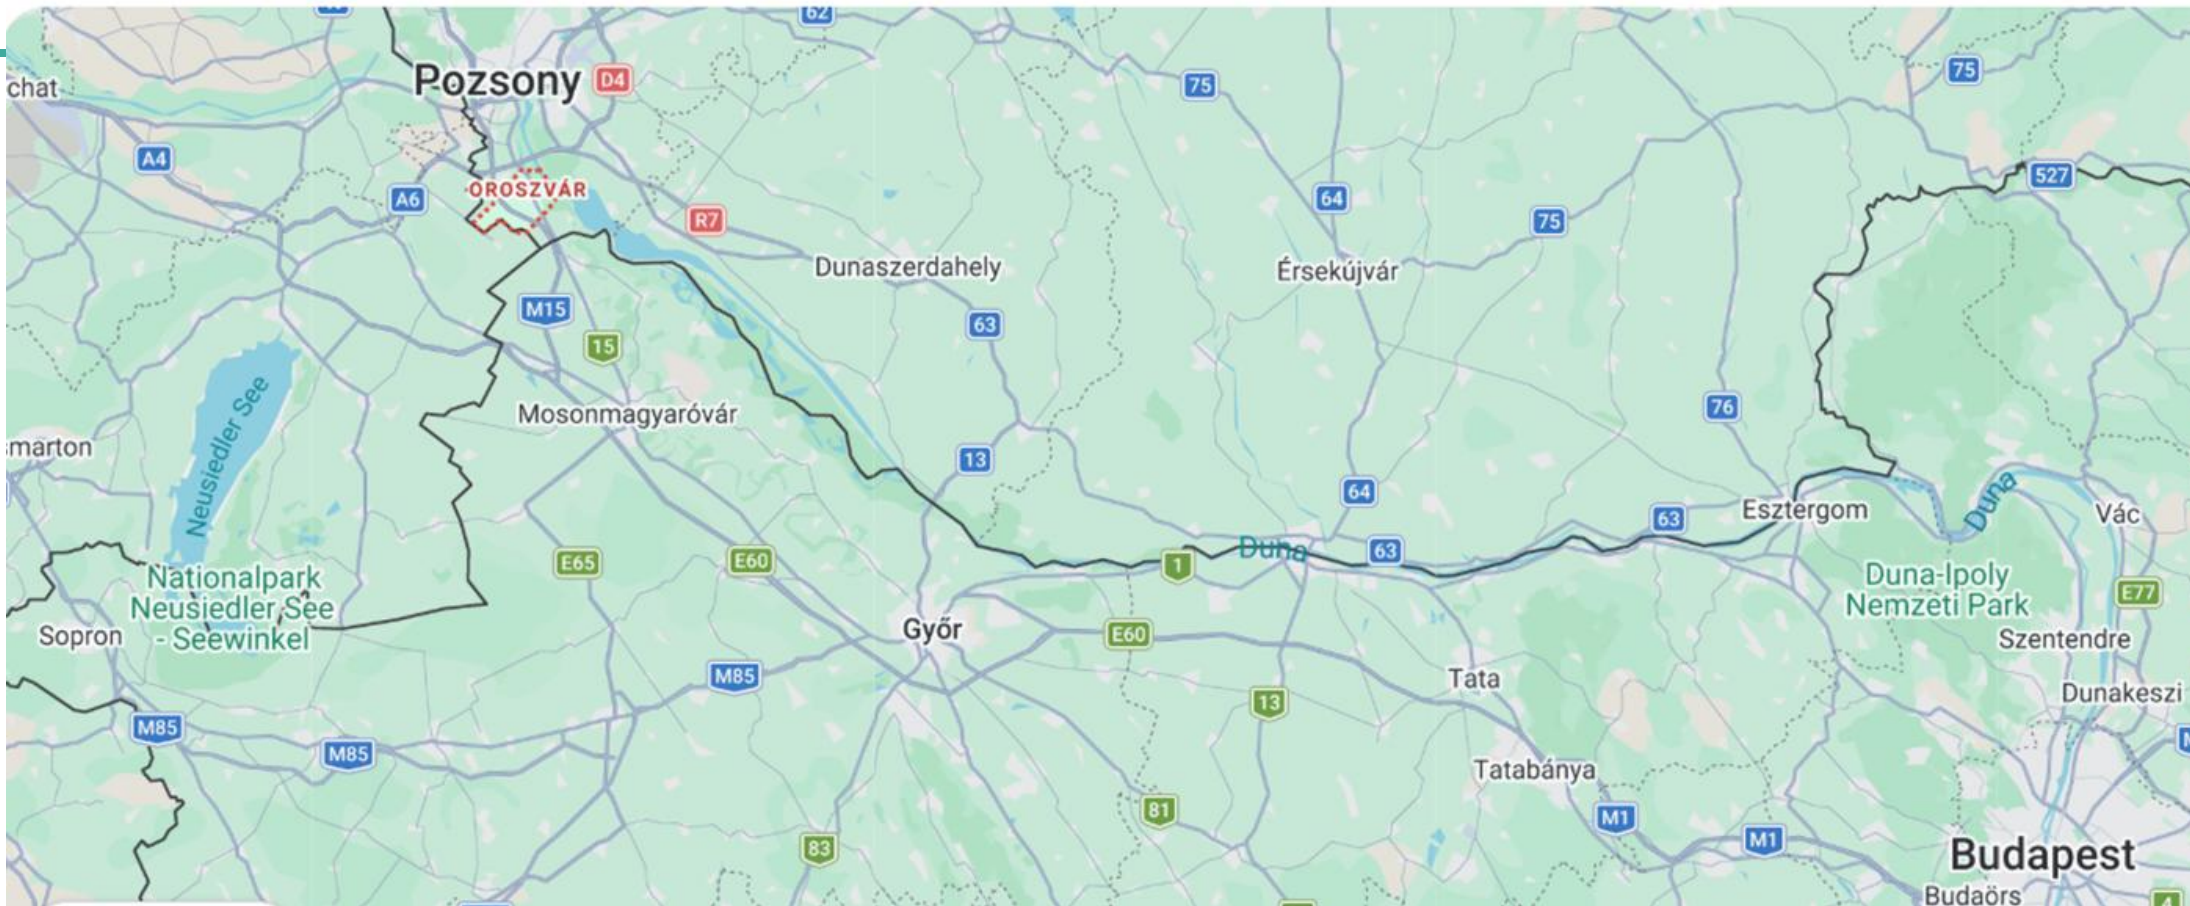 62
Pozsony
D4
75
75
chat
A4
A6
OROSZVÁR
R7
64
75
527
Dunaszerdahely
Érsekújvár
M15
63
15
Neusiedler See
Mosonmagyaróvár
76
smarton
13
64
Esztergom
63
Duna
Vác
E65
E60
1
Duna
63
Nationalpark
Neusiedler See
- Seewinkel
Duna-Ipoly
Nemzeti Park
E77
Sopron
Győr
E60
Szentendre
M85
Tata
13
Dunakeszi
M85
M85
Tatabánya
81
M1
M1
83
Budapest
Budaörs
4